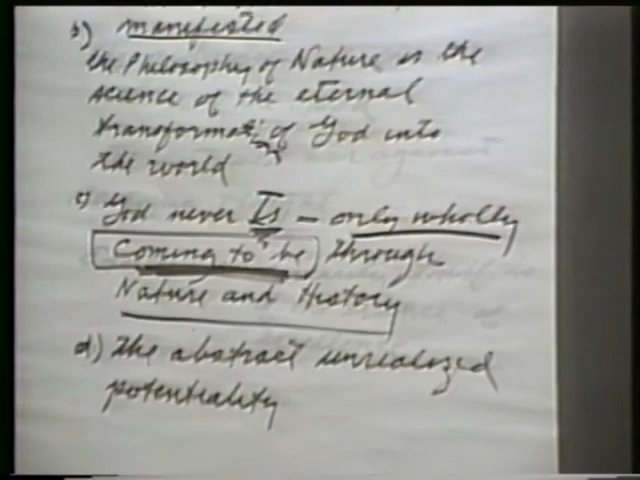 b) manifested
the Philosophy of Nature is the
science of the eternal
transformati. of God into
the world
c) God never Is – only wholly
Coming to be through
Nature and History
d) the abstract unrealized
potentiality